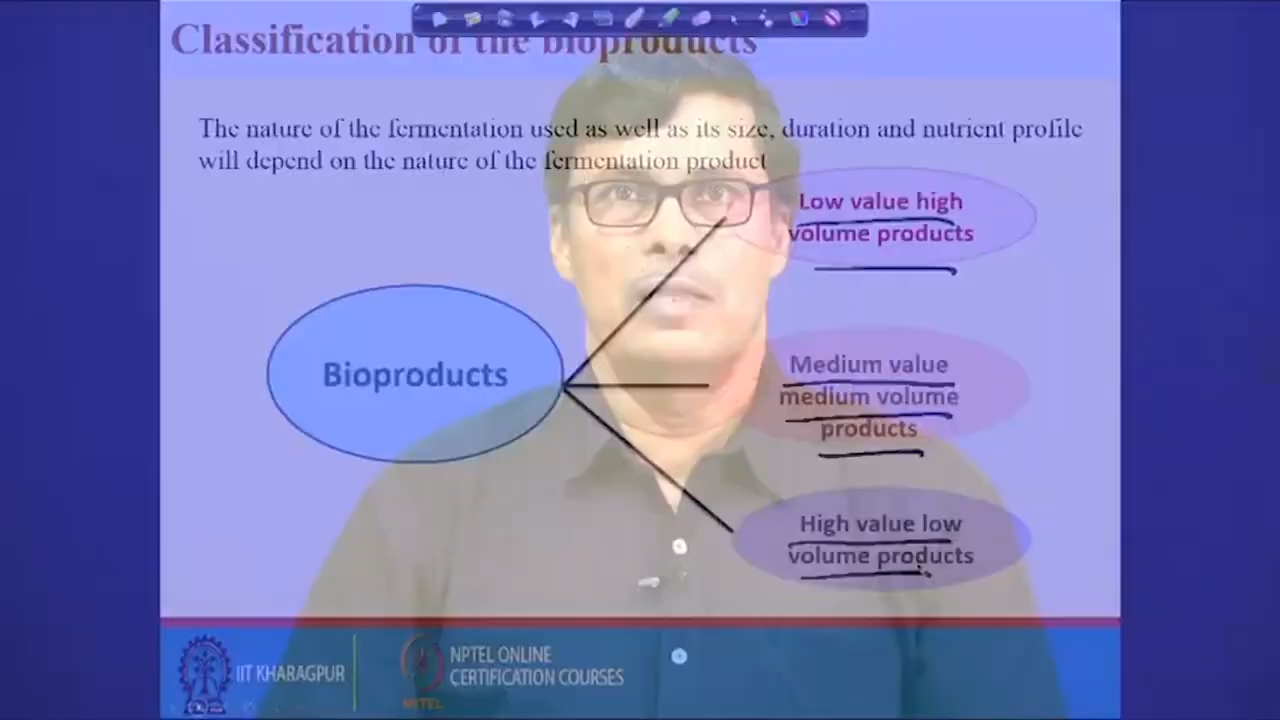 Classification of the bioproducts
The nature of the fermentation used as well as its size, duration and nutrient profile
will depend on the nature of the fermentation product
Low value high
volume products
Bioproducts
Medium value
medium volume
products
High value low
volume products
IIT KHARAGPUR
NPTEL ONLINE
CERTIFICATION COURSES
NPTEL